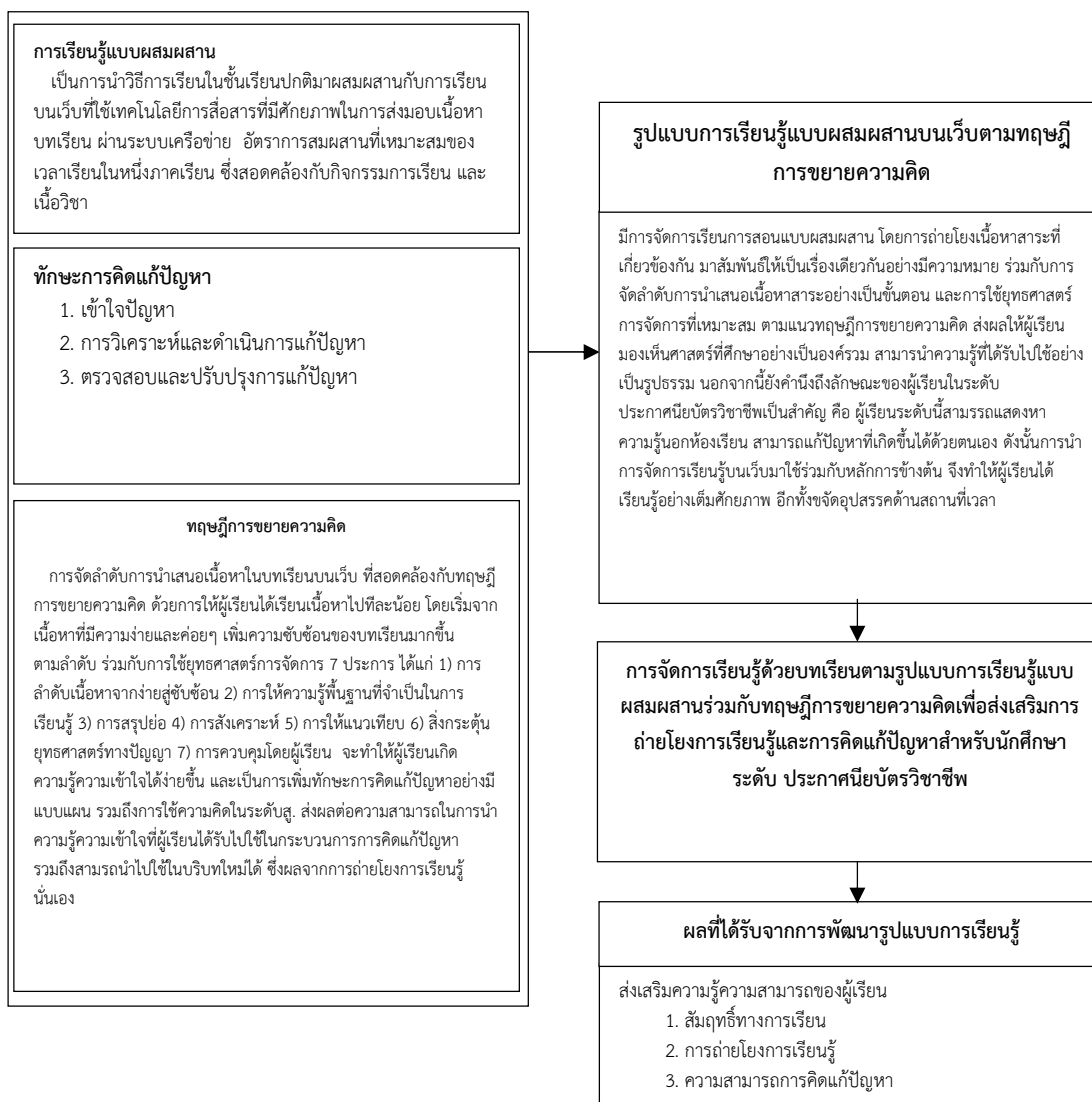 การเรียนรู้แบบผสมผสาน
เป็นการนำวิธีการเรียนในชั้นเรียนปกติมาผสมผสานกับการเรียน
บนเว็บที่ใช้เทคโนโลยีการสื่อสารที่มีศักยภาพในการส่งมอบเนื้อหา
บทเรียน ผ่านระบบเครือข่าย อัตราการสมผสานที่เหมาะสมของ
เวลาเรียนในหนึ่งภาคเรียน ซึ่งสอดคล้องกับกิจกรรมการเรียน และ
เนื้อวิชา
ทักษะการคิดแก้ปัญหา
1. เข้าใจปัญหา
2. การวิเคราะห์และดำเนินการแก้ปัญหา
3. ตรวจสอบและปรับปรุงการแก้ปัญหา
ทฤษฎีการขยายความคิด
การจัดลำดับการนำเสนอเนื้อหาในบทเรียนบนเว็บ ที่สอดคล้องกับทฤษฎี
การขยายความคิด ด้วยการให้ผู้เรียนได้เรียนเนื้อหาไปทีละน้อย โดยเริ่มจาก
เนื้อหาที่มีความง่ายและค่อยๆ เพิ่มความซับซ้อนของบทเรียนมากขึ้น
ตามลำดับ ร่วมกับการใช้ยุทธศาสตร์การจัดการ 7 ประการ ได้แก่ 1) การ
ลำดับเนื้อหาจากง่ายสู่ซับซ้อน 2) การให้ความรู้พื้นฐานที่จำเป็นในการ
เรียนรู้ 3) การสรุปย่อ 4) การสังเคราะห์ 5) การให้แนวเทียบ 6) สิ่งกระตุ้น
ยุทธศาสตร์ทางปัญญา 7) การควบคุมโดยผู้เรียน จะทำให้ผู้เรียนเกิด
ความรู้ความเข้าใจได้ง่ายขึ้น และเป็นการเพิ่มทักษะการคิดแก้ปัญหาอย่างมี
แบบแผน รวมถึงการใช้ความคิดในระดับสู. ส่งผลต่อความสามารถในการนำ
ความรู้ความเข้าใจที่ผู้เรียนได้รับไปใช้ในกระบวนการการคิดแก้ปัญหา
รวมถึงสามรถนำไปใช้ในบริบทใหม่ได้ ซึ่งผลจากการถ่ายโยงการเรียนรู้
นั่นเอง
รูปแบบการเรียนรู้แบบผสมผสานบนเว็บตามทฤษฎี
การขยายความคิด
มีการจัดการเรียนการสอนแบบผสมผสาน โดยการถ่ายโยงเนื้อหาสาระที่
เกี่ยวข้องกัน มาสัมพันธ์ให้เป็นเรื่องเดียวกันอย่างมีความหมาย ร่วมกับการ
จัดลำดับการนำเสนอเนื้อหาสาระอย่างเป็นขั้นตอน และการใช้ยุทธศาสตร์
การจัดการที่เหมาะสม ตามแนวทฤษฎีการขยายความคิด ส่งผลให้ผู้เรียน
มองเห็นศาสตร์ที่ศึกษาอย่างเป็นองค์รวม สามารนำความรู้ที่ได้รับไปใช้อย่าง
เป็นรูปธรรม นอกจากนี้ยังคำนึงถึงลักษณะของผู้เรียนในระดับ
ประกาศนียบัตรวิชาชีพเป็นสำคัญ คือ ผู้เรียนระดับนี้สามรรถแสดงหา
ความรู้นอกห้องเรียน สามารถแก้ปัญหาที่เกิดขึ้นได้ด้วยตนเอง ดังนั้นการนำ
การจัดการเรียนรู้บนเว็บมาใช้ร่วมกับหลักการข้างต้น จึงทำให้ผู้เรียนได้
เรียนรู้อย่างเต็มศักยภาพ อีกทั้งขจัดอุปสรรคด้านสถานที่เวลา
การจัดการเรียนรู้ด้วยบทเรียนตามรูปแบบการเรียนรู้แบบ
ผสมผสานร่วมกับทฤษฎีการขยายความคิดเพื่อส่งเสริมการ
ถ่ายโยงการเรียนรู้และการคิดแก้ปัญหาสำหรับนักศึกษา
ระดับ ประกาศนียบัตรวิชาชีพ
ผลที่ได้รับจากการพัฒนารูปแบบการเรียนรู้
ส่งเสริมความรู้ความสามารถของผู้เรียน
1. สัมฤทธิ์ทางการเรียน
2. การถ่ายโยงการเรียนรู้
3. ความสามารถการคิดแก้ปัญหา